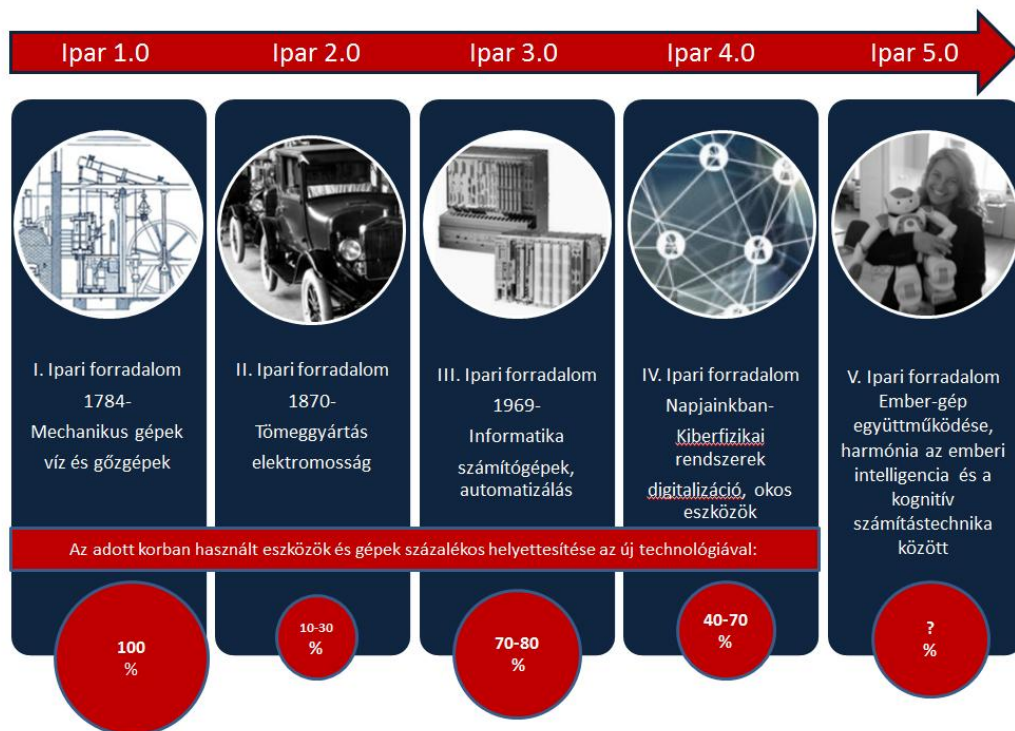 Ipar 1.0
Ipar 2.0
Ipar 3.0
Ipar 4.0
Ipar 5.0
I. Ipari forradalom
1784-
Mechanikus gépek
víz és gőzgépek
II. Ipari forradalom
1870-
Tömeggyártás
elektromosság
III. Ipari forradalom
1969-
Informatika
számítógépek,
automatizálás
IV. Ipari forradalom
Napjainkban-
Kiberfizikai
rendszerek
digitalizáció, okos
eszközök
V. Ipari forradalom
Ember-gép
együttműködése,
harmónia az emberi
intelligencia és a
kognitív
számítástechnika
között
Az adott korban használt eszközök és gépek százalékos helyettesítése az új technológiával:
100
%
10-30
%
70-80
%
40-70
%
?
%